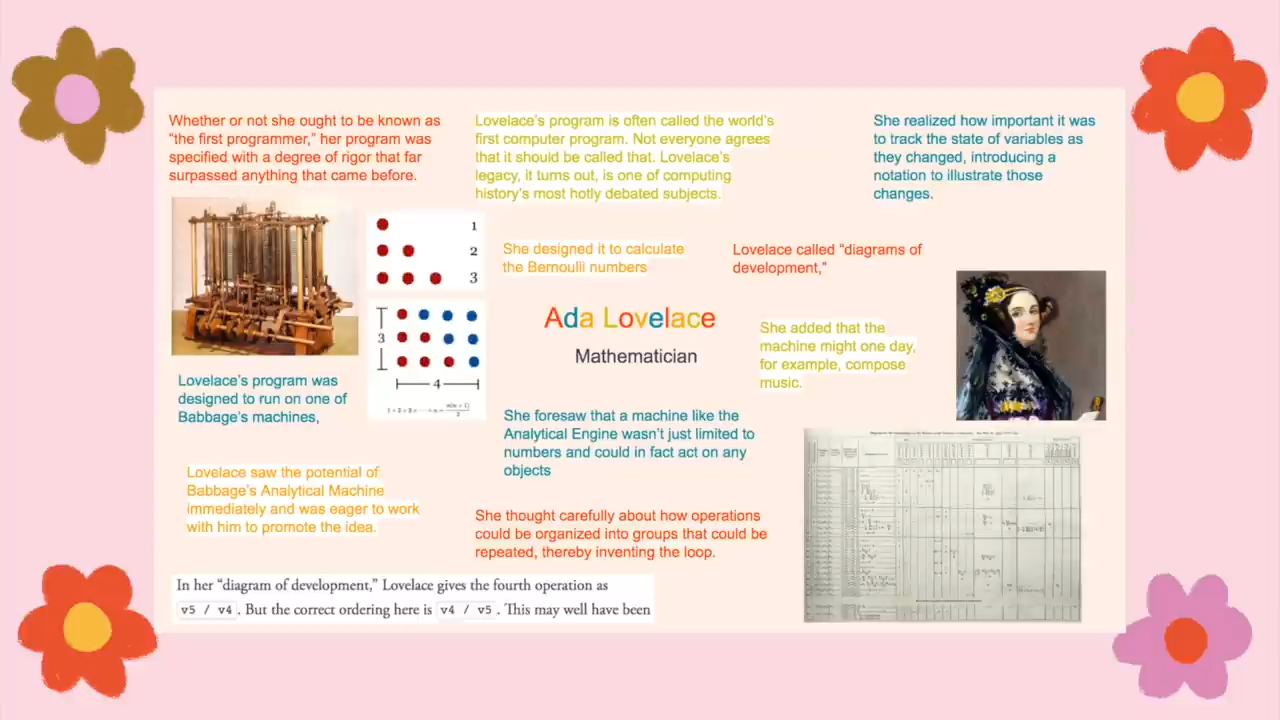 Whether or not she ought to be known as
“the first programmer,” her program was
specified with a degree of rigor that far
surpassed anything that came before.
Lovelace’s program is often called the world’s
first computer program. Not everyone agrees
that it should be called that. Lovelace’s
legacy, it turns out, is one of computing
history’s most hotly debated subjects.
She realized how important it was
to track the state of variables as
they changed, introducing a
notation to illustrate those
changes.
1
2
3
She designed it to calculate
the Bernoulli numbers
Lovelace called “diagrams of
development,”
3
4
Ada Lovelace
Mathematician
She added that the
machine might one day,
for example, compose
music.
Lovelace’s program was
designed to run on one of
Babbage’s machines,
She foresaw that a machine like the
Analytical Engine wasn’t just limited to
numbers and could in fact act on any
objects
Lovelace saw the potential of
Babbage’s Analytical Machine
immediately and was eager to work
with him to promote the idea.
She thought carefully about how operations
could be organized into groups that could be
repeated, thereby inventing the loop.
In her “diagram of development,” Lovelace gives the fourth operation as
v5 / v4 . But the correct ordering here is v4 / v5 . This may well have been